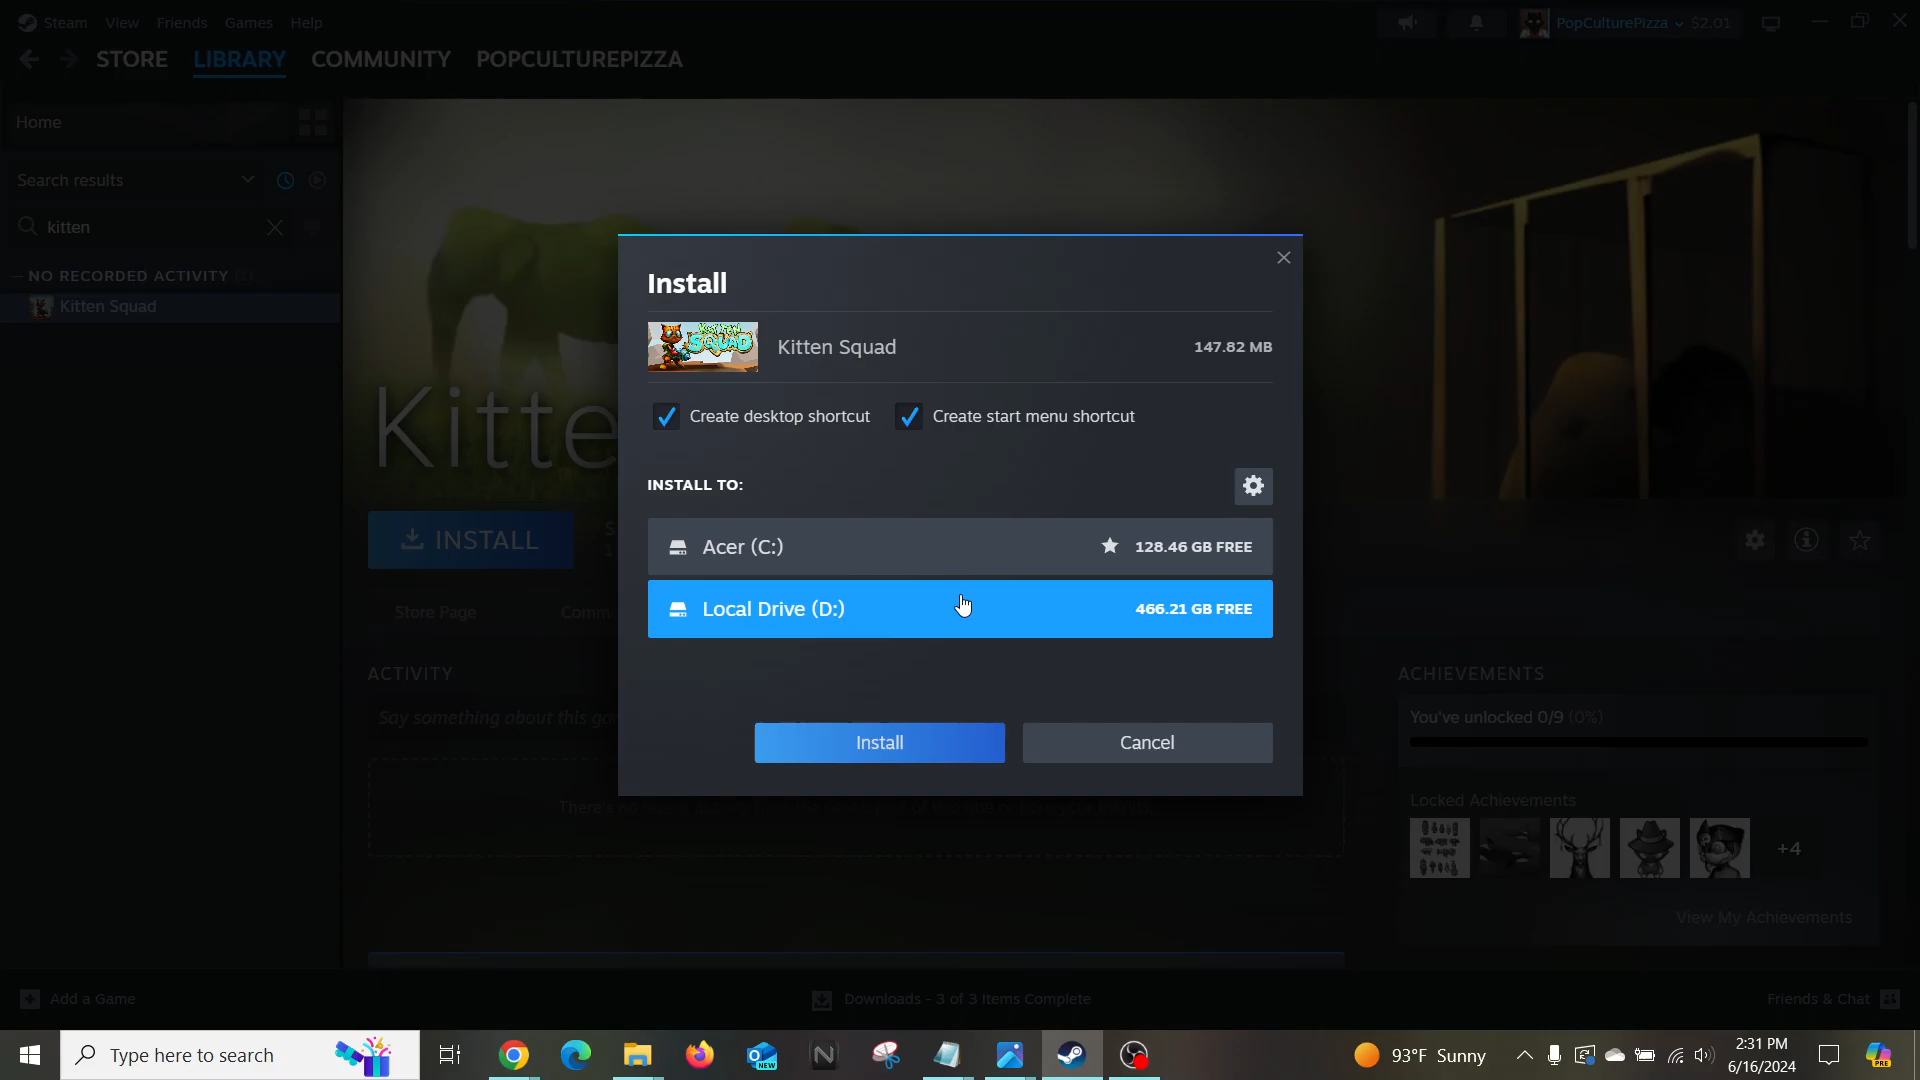 Steam View Friends Games Help
PopCulturePizza $2.01
STORE LIBRARY COMMUNITY POPCULTUREPIZZA
Home
Search results
kitten
NO RECORDED ACTIVITY
Kitten Squad
Kitte
INSTALL
Store Page
Comm
ACTIVITY
Say something about this ga
Install
KITTEN SQUAD
Kitten Squad
147.82 MB
Create desktop shortcut
Create start menu shortcut
INSTALL TO:
Acer (C:)
128.46 GB FREE
Local Drive (D:)
466.21 GB FREE
Install
Cancel
ACHIEVEMENTS
You've unlocked 0/9 (0%)
Locked Achievements
+4
View My Achievements
Add a Game
Downloads - 3 of 3 Items Complete
Friends & Chat
Type here to search
NEW
N
93°F Sunny
2:31 PM
6/16/2024
PRE